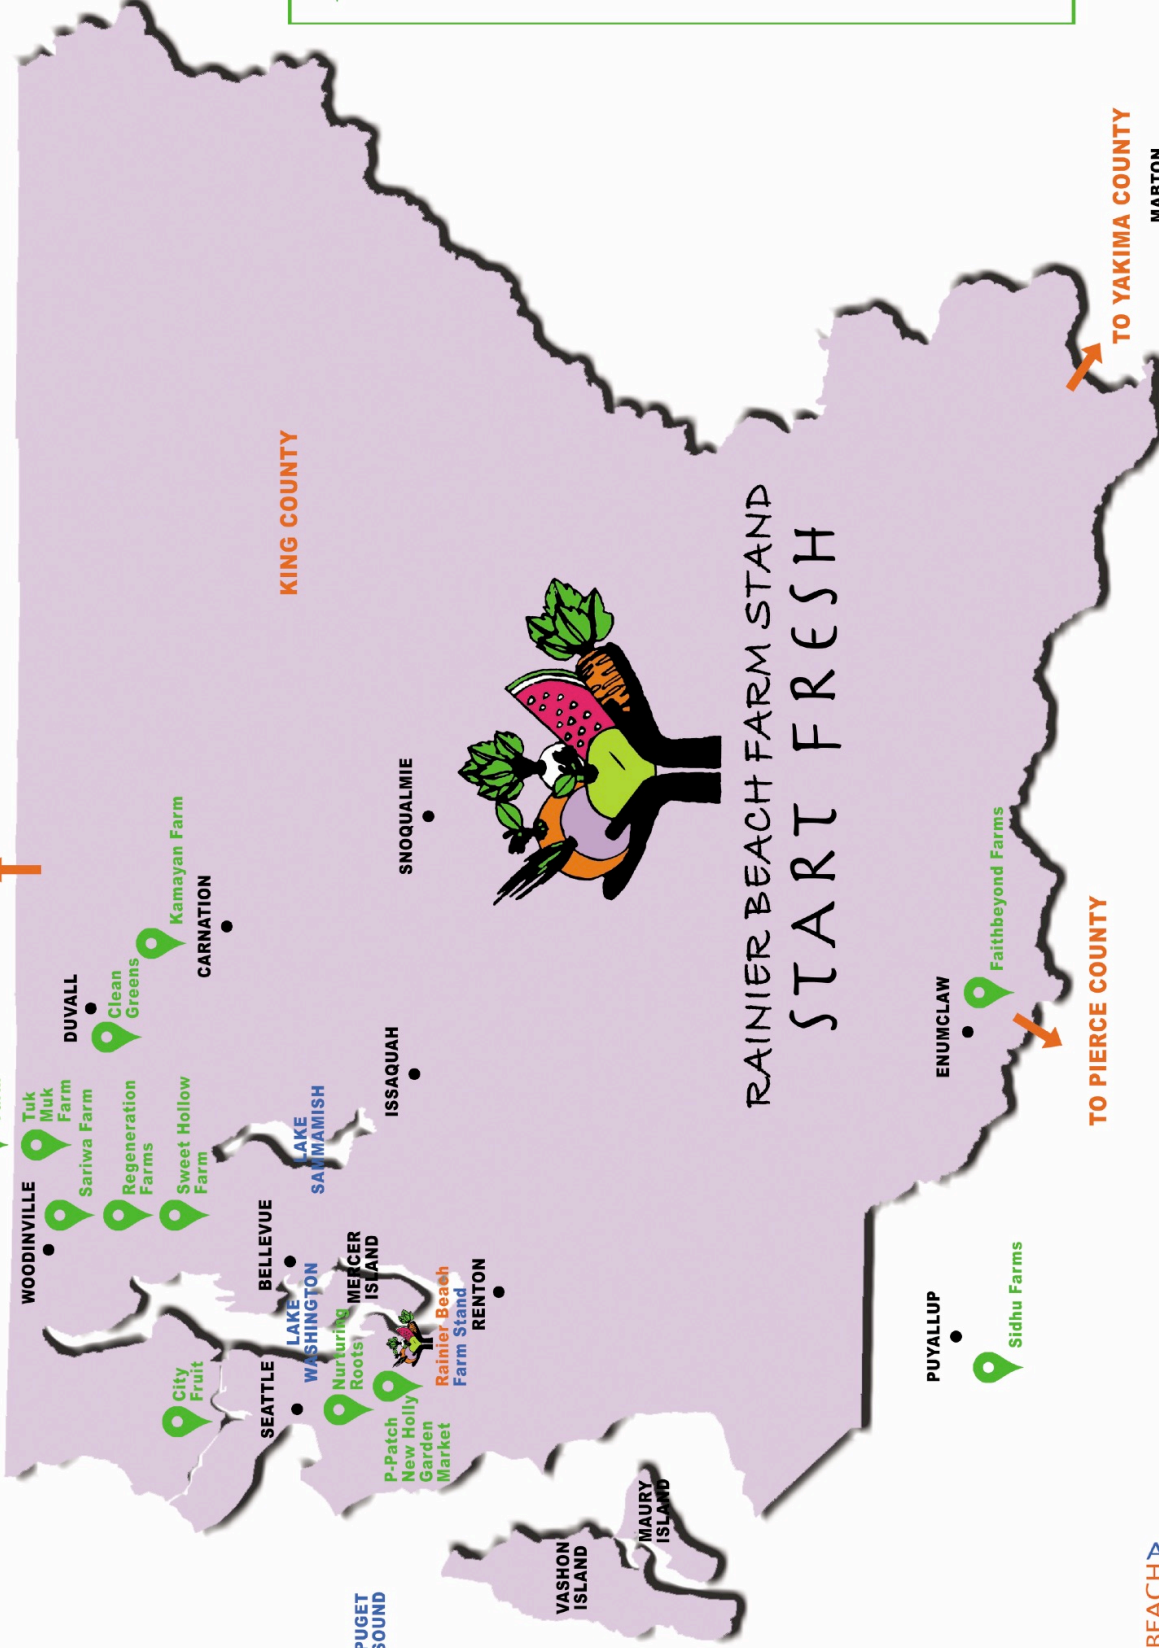 WOODINVILLE
Tuk
Muk
Farm
Sariwa Farm
Regeneration
Farms
Sweet Hollow
Farm
DUVALL
Clean
Greens
Kamayan Farm
CARNATION
KING COUNTY
City
Fruit
SEATTLE
BELLEVUE
LAKE
WASHINGTON
LAKE
SAMMAMISH
MERCER
ISLAND
Nurturing
Roots
P-Patch
New Holly
Garden
Market
Rainier Beach
Farm Stand
RENTON
ISSAQUAH
SNOQUALMIE
PUGET
SOUND
VASHON
ISLAND
MAURY
ISLAND
RAINIER BEACH FARM STAND
START FRESH
PUYALLUP
Sidhu Farms
ENUMCLAW
Faithbeyond Farms
TO PIERCE COUNTY
TO YAKIMA COUNTY
MABTON
BEACH A